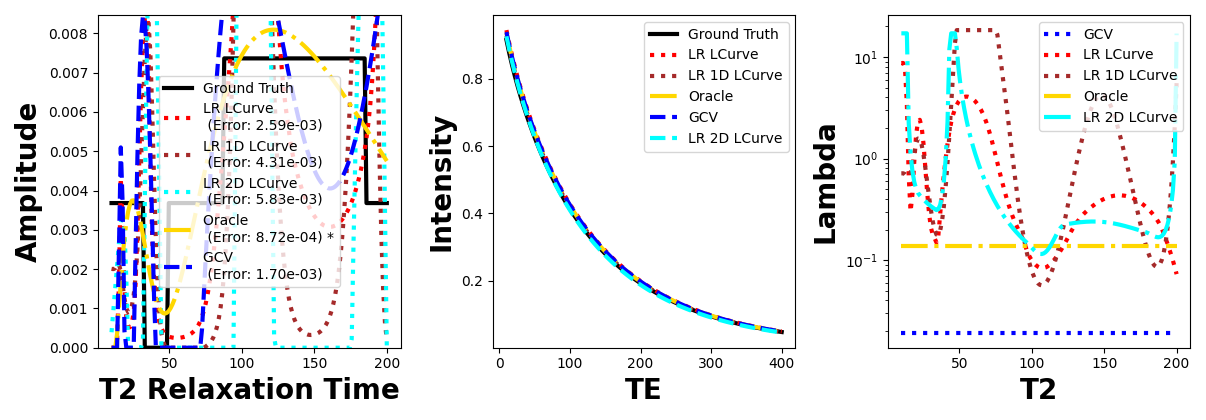 Amplitude
0.008
0.007
0.006
0.005
0.004
0.003
0.002
0.001
0.000
50
100
150
200
T2 Relaxation Time
Ground Truth
LR LCurve
(Error: 2.59e-03)
LR 1D LCurve
(Error: 4.31e-03)
LR 2D LCurve
(Error: 5.83e-03)
Oracle
(Error: 8.72e-04) *
GCV
(Error: 1.70e-03)
Intensity
0.8
0.6
0.4
0.2
0
100
200
300
400
TE
Ground Truth
LR LCurve
LR 1D LCurve
Oracle
GCV
LR 2D LCurve
Lambda
10¹
10⁰
10⁻¹
50
100
150
200
T2
GCV
LR LCurve
LR 1D LCurve
Oracle
LR 2D LCurve